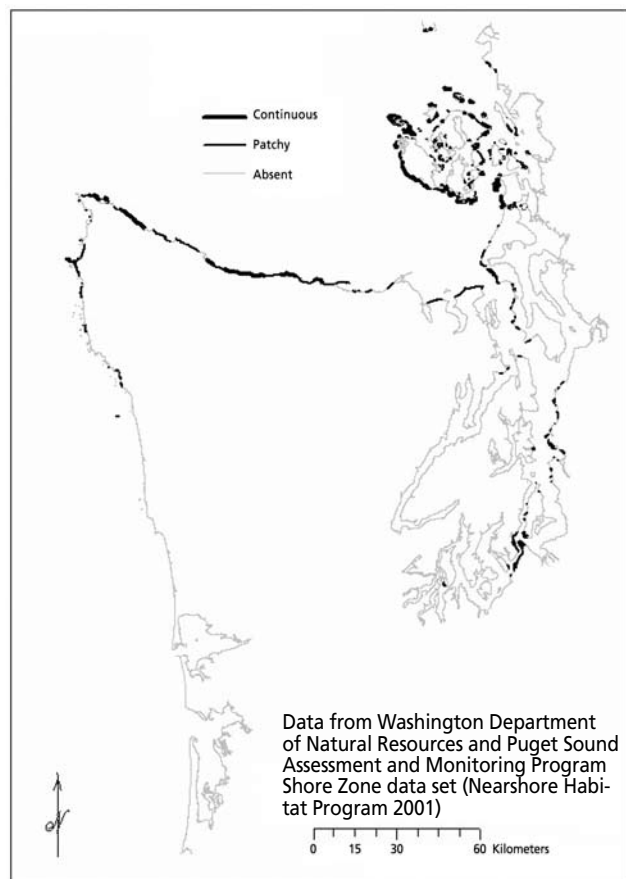 Continuous
Patchy
Absent
Data from Washington Department
of Natural Resources and Puget Sound
Assessment and Monitoring Program
Shore Zone data set (Nearshore Habi-
tat Program 2001)
N
0 15 30 60 Kilometers